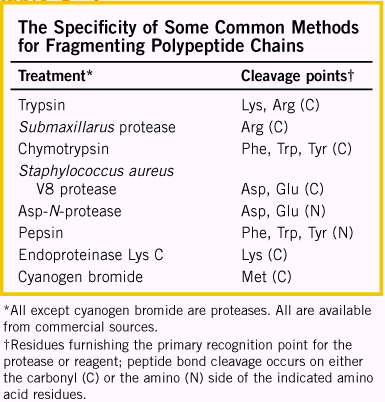 The Specificity of Some Common Methods
for Fragmenting Polypeptide Chains
Treatment* Cleavage points†
Trypsin Lys, Arg (C)
Submaxillarus protease Arg (C)
Chymotrypsin Phe, Trp, Tyr (C)
Staphylococcus aureus
V8 protease Asp, Glu (C)
Asp-N-protease Asp, Glu (N)
Pepsin Phe, Trp, Tyr (N)
Endoproteinase Lys C Lys (C)
Cyanogen bromide Met (C)
*All except cyanogen bromide are proteases. All are available
from commercial sources.
†Residues furnishing the primary recognition point for the
protease or reagent; peptide bond cleavage occurs on either
the carbonyl (C) or the amino (N) side of the indicated amino
acid residues.